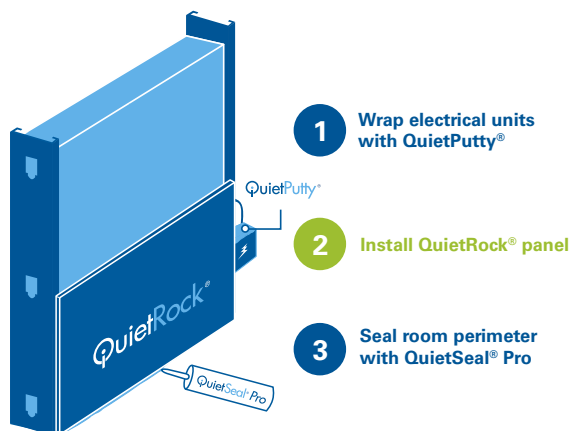 QuietPutty®
QuietRock®
QuietSeal® Pro
1
Wrap electrical units
with QuietPutty®
2
Install QuietRock® panel
3
Seal room perimeter
with QuietSeal® Pro